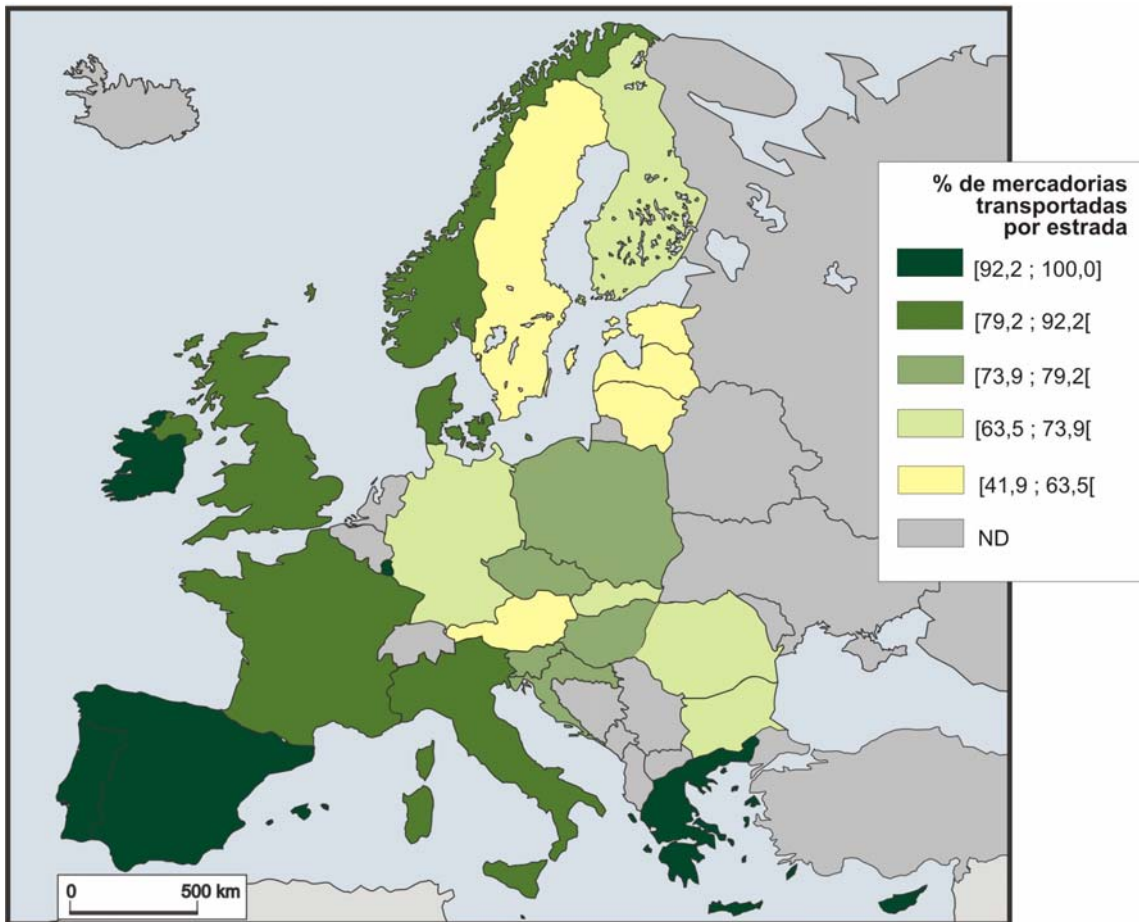 % de mercadorias
transportadas
por estrada
[92,2 ; 100,0]
[79,2 ; 92,2[
[73,9 ; 79,2[
[63,5 ; 73,9[
[41,9 ; 63,5[
ND
0 500 km